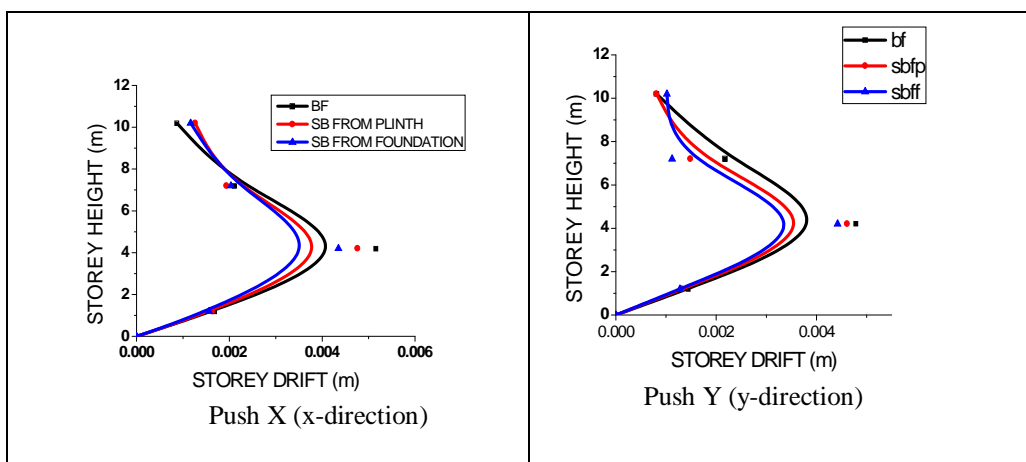 BF
SB FROM PLINTH
SB FROM FOUNDATION
STOREY HEIGHT (m)
12
10
8
6
4
2
0
0.000 0.002 0.004 0.006
STOREY DRIFT (m)
Push X (x-direction)
bf
sbfp
sbff
STOREY HEIGHT (m)
12
10
8
6
4
2
0
0.000 0.002 0.004
STOREY DRIFT (m)
Push Y (y-direction)